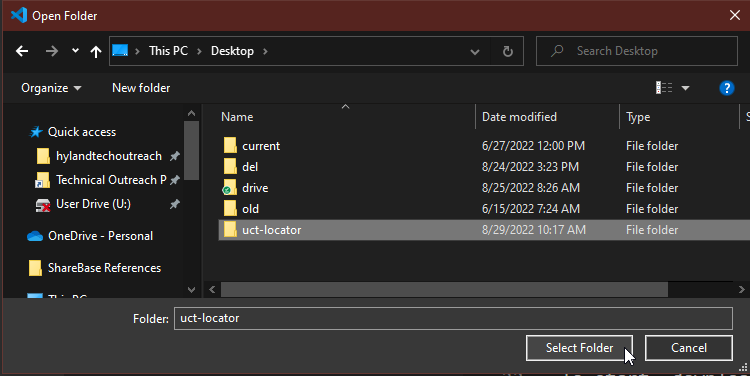 Open Folder
This PC Desktop
Search Desktop
Organize New folder
Name Date modified Type
Quick access
hylandtechoutreach
Technical Outreach P
User Drive (U:)
OneDrive - Personal
ShareBase References
This PC
current 6/27/2022 12:00 PM File folder
del 8/24/2022 3:23 PM File folder
drive 8/25/2022 8:26 AM File folder
old 6/15/2022 7:24 AM File folder
uct-locator 8/29/2022 10:17 AM File folder
Folder: uct-locator
Select Folder Cancel